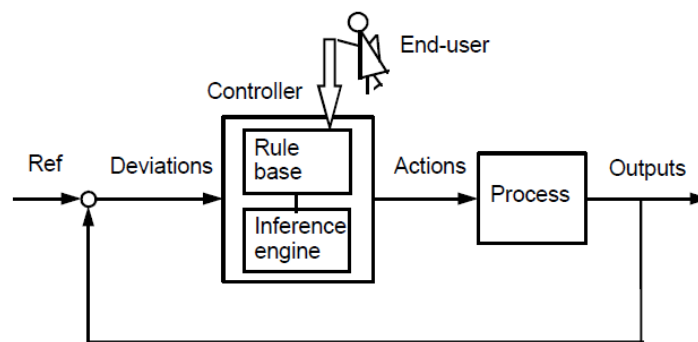 End-user
Controller
Ref
Deviations
Rule
base
Inference
engine
Actions
Process
Outputs